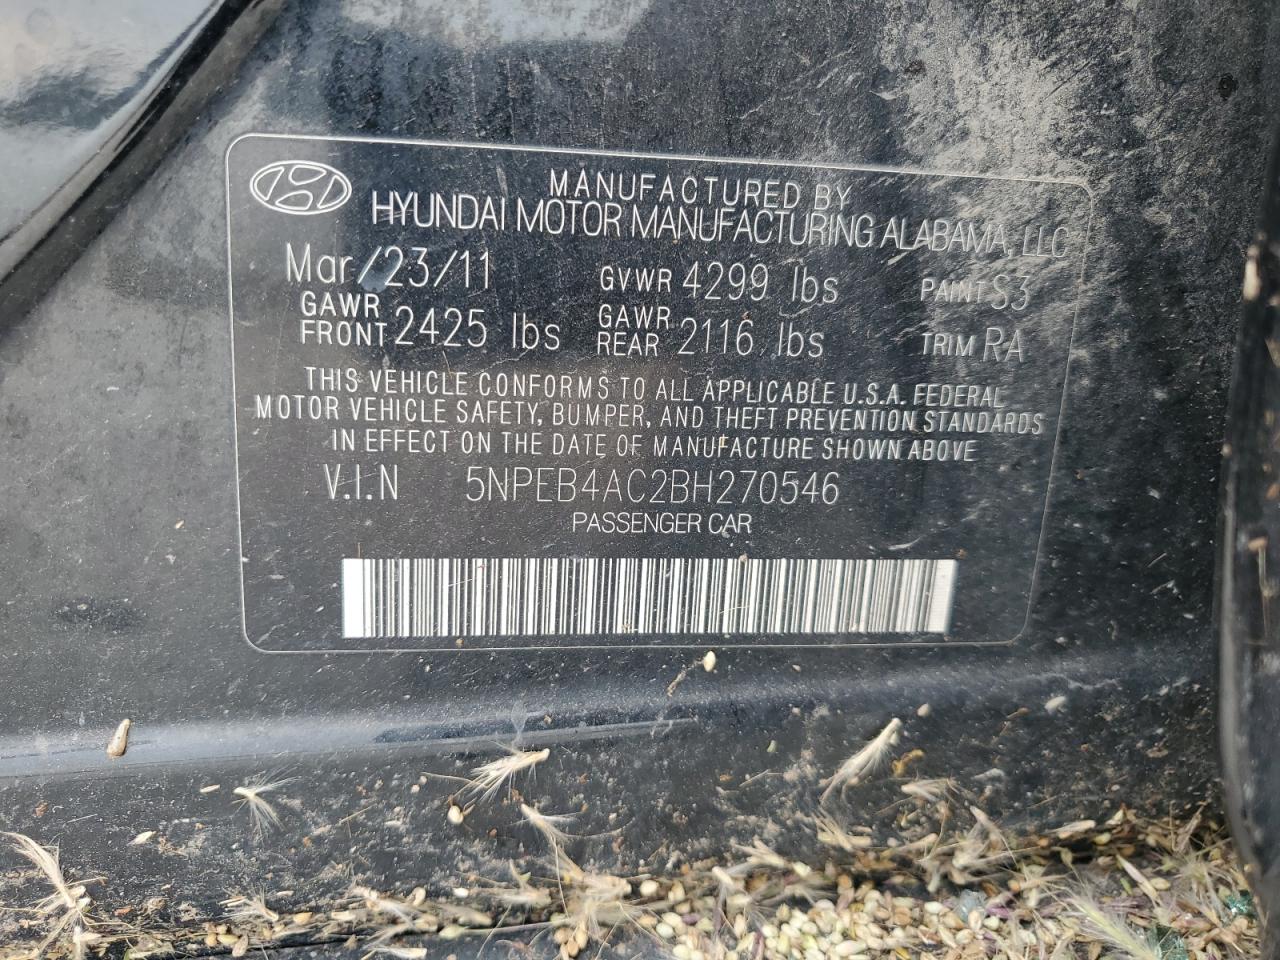 MANUFACTURED BY
HYUNDAI MOTOR MANUFACTURING ALABAMA, LLC
Mar/23/11 GVWR 4299 lbs PAINT S3
GAWR FRONT 2425 lbs GAWR REAR 2116 lbs TRIM RA
THIS VEHICLE CONFORMS TO ALL APPLICABLE U.S.A. FEDERAL
MOTOR VEHICLE SAFETY, BUMPER, AND THEFT PREVENTION STANDARDS
IN EFFECT ON THE DATE OF MANUFACTURE SHOWN ABOVE
V.I.N 5NPEB4AC2BH270546
PASSENGER CAR